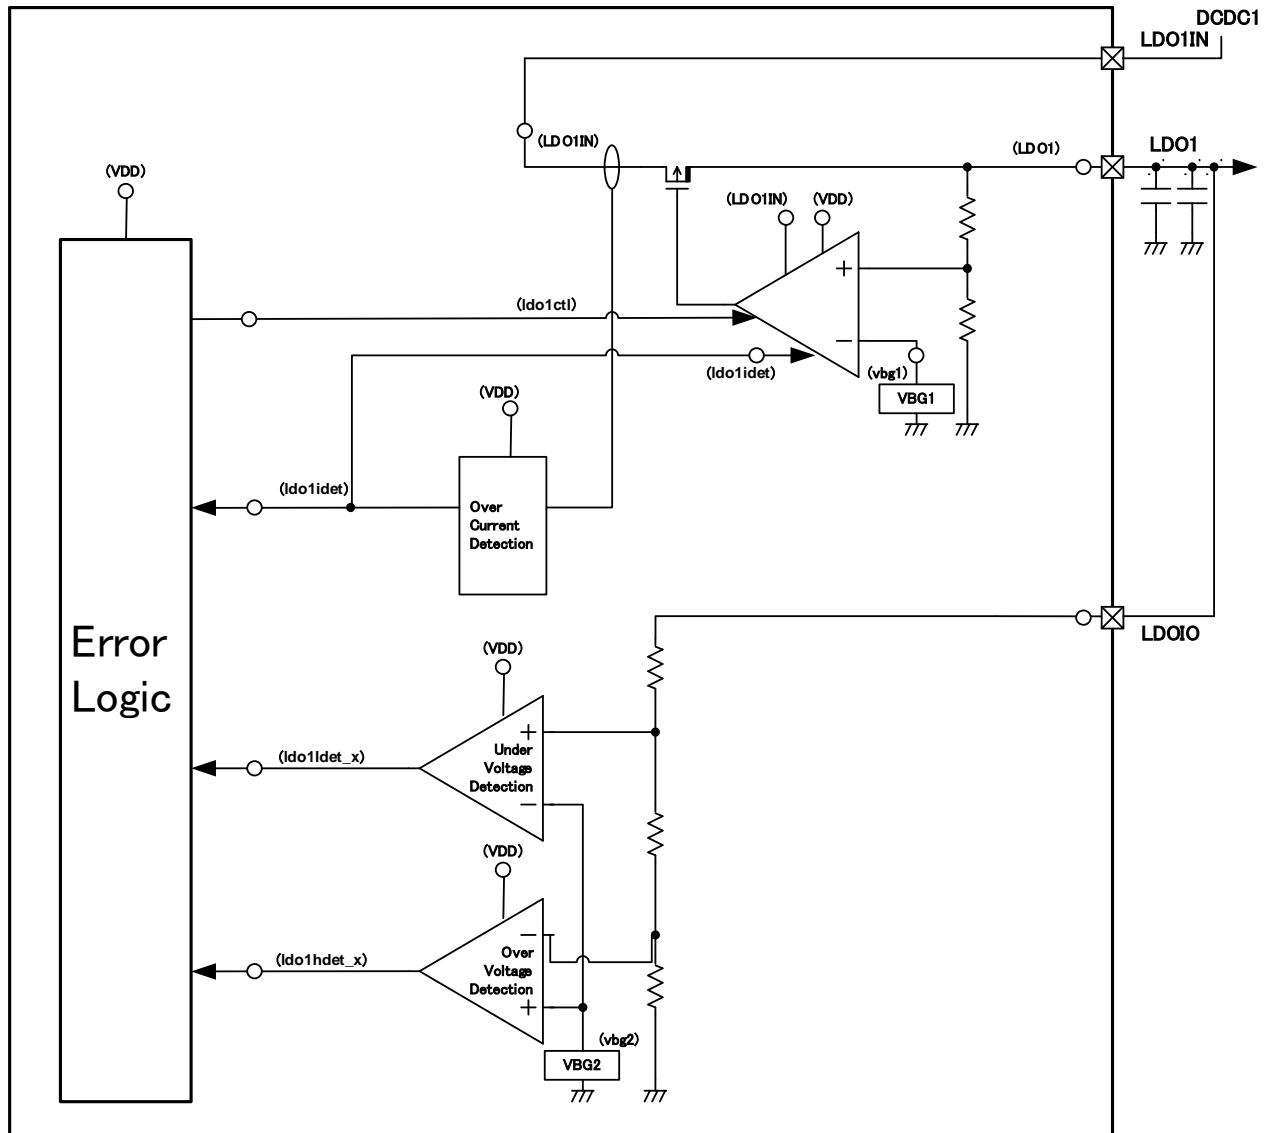 DCDC1
LDO1IN
(LDO1IN)
(LDO1)
LDO1
(VDD)
(LDO1IN)
(VDD)
+
(ldo1ctl)
−
(ldo1idet)
(vbg1)
VBG1
(VDD)
(ldo1idet)
Over
Current
Detection
LDOIO
Error
Logic
(VDD)
+
Under
Voltage
Detection
−
(ldo1ldet_x)
(VDD)
−
Over
Voltage
Detection
+
(ldo1hdet_x)
(vbg2)
VBG2